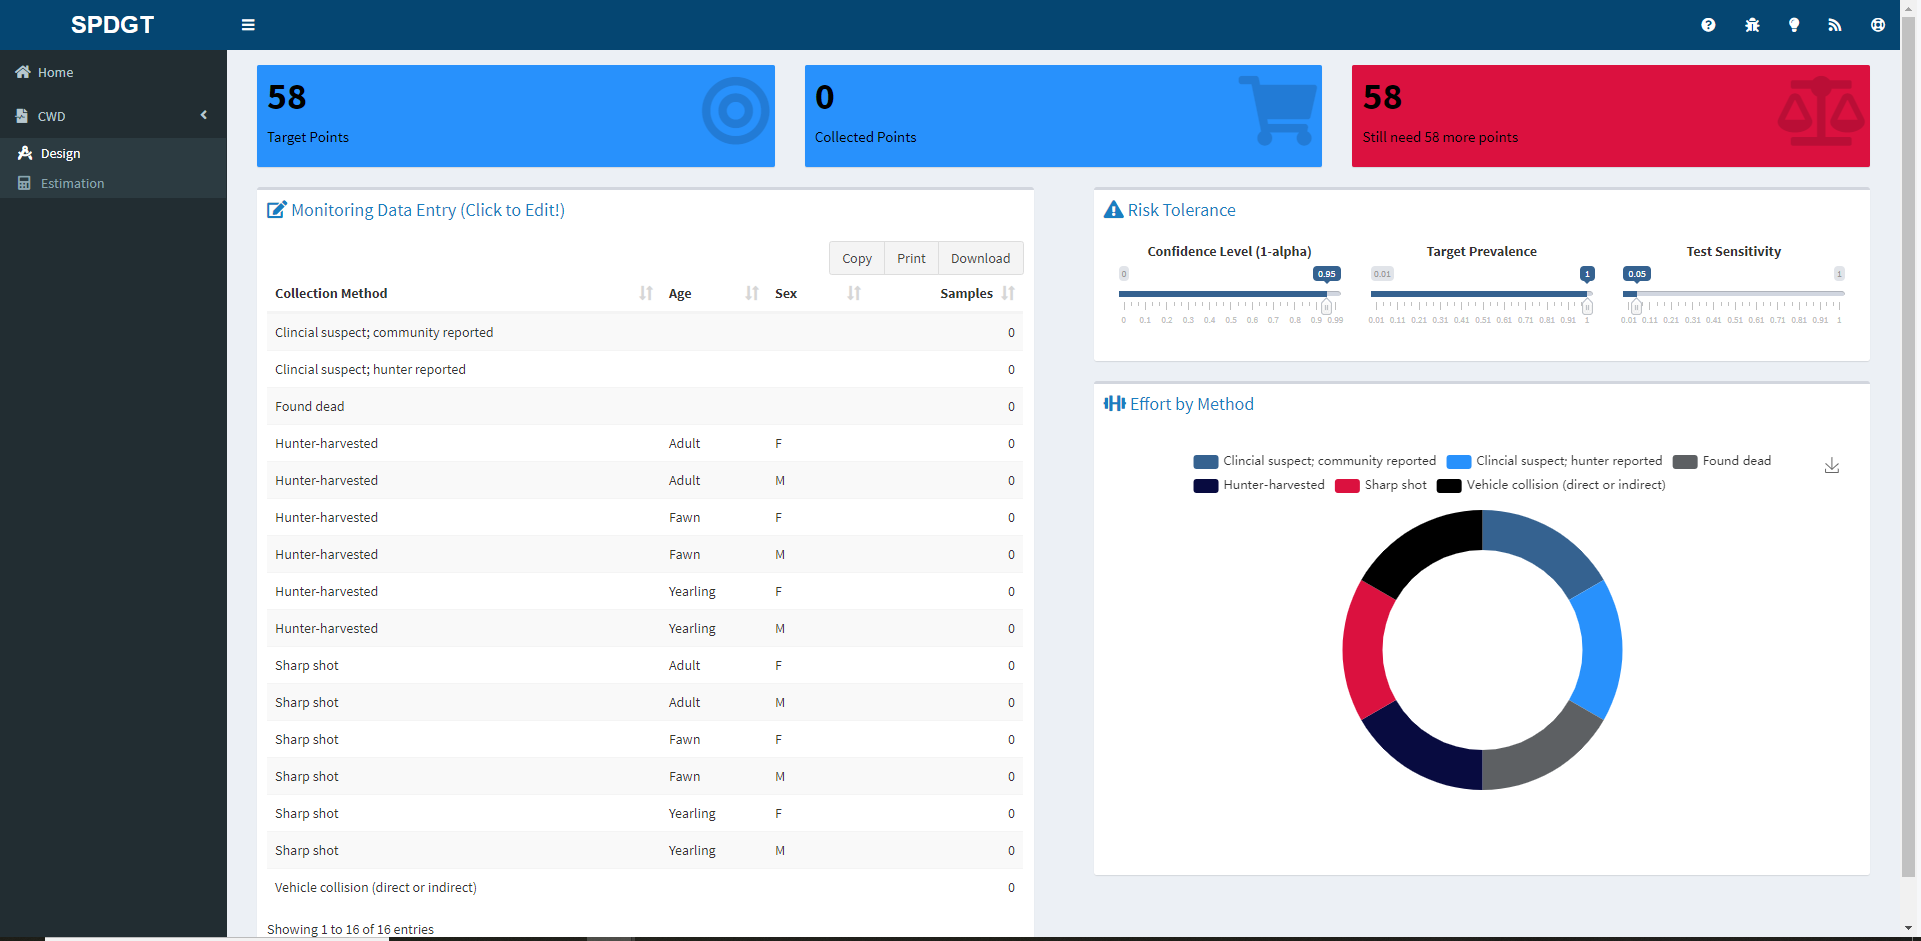 SPDGT
Home
CWD
Design
Estimation
58
Target Points
0
Collected Points
58
Still need 58 more points
Monitoring Data Entry (Click to Edit!)
Copy Print Download
Collection Method Age Sex Samples
Clincial suspect; community reported 0
Clincial suspect; hunter reported 0
Found dead 0
Hunter-harvested Adult F 0
Hunter-harvested Adult M 0
Hunter-harvested Fawn F 0
Hunter-harvested Fawn M 0
Hunter-harvested Yearling F 0
Hunter-harvested Yearling M 0
Sharp shot Adult F 0
Sharp shot Adult M 0
Sharp shot Fawn F 0
Sharp shot Fawn M 0
Sharp shot Yearling F 0
Sharp shot Yearling M 0
Vehicle collision (direct or indirect) 0
Showing 1 to 16 of 16 entries
Risk Tolerance
Confidence Level (1-alpha)
0 0.95
0 0.1 0.2 0.3 0.4 0.5 0.6 0.7 0.8 0.9 0.99
Target Prevalence
0.01 1
0.01 0.11 0.21 0.31 0.41 0.51 0.61 0.71 0.81 0.91 1
Test Sensitivity
0.05 1
0.01 0.11 0.21 0.31 0.41 0.51 0.61 0.71 0.81 0.91 1
Effort by Method
Clincial suspect; community reported Clincial suspect; hunter reported Found dead
Hunter-harvested Sharp shot Vehicle collision (direct or indirect)